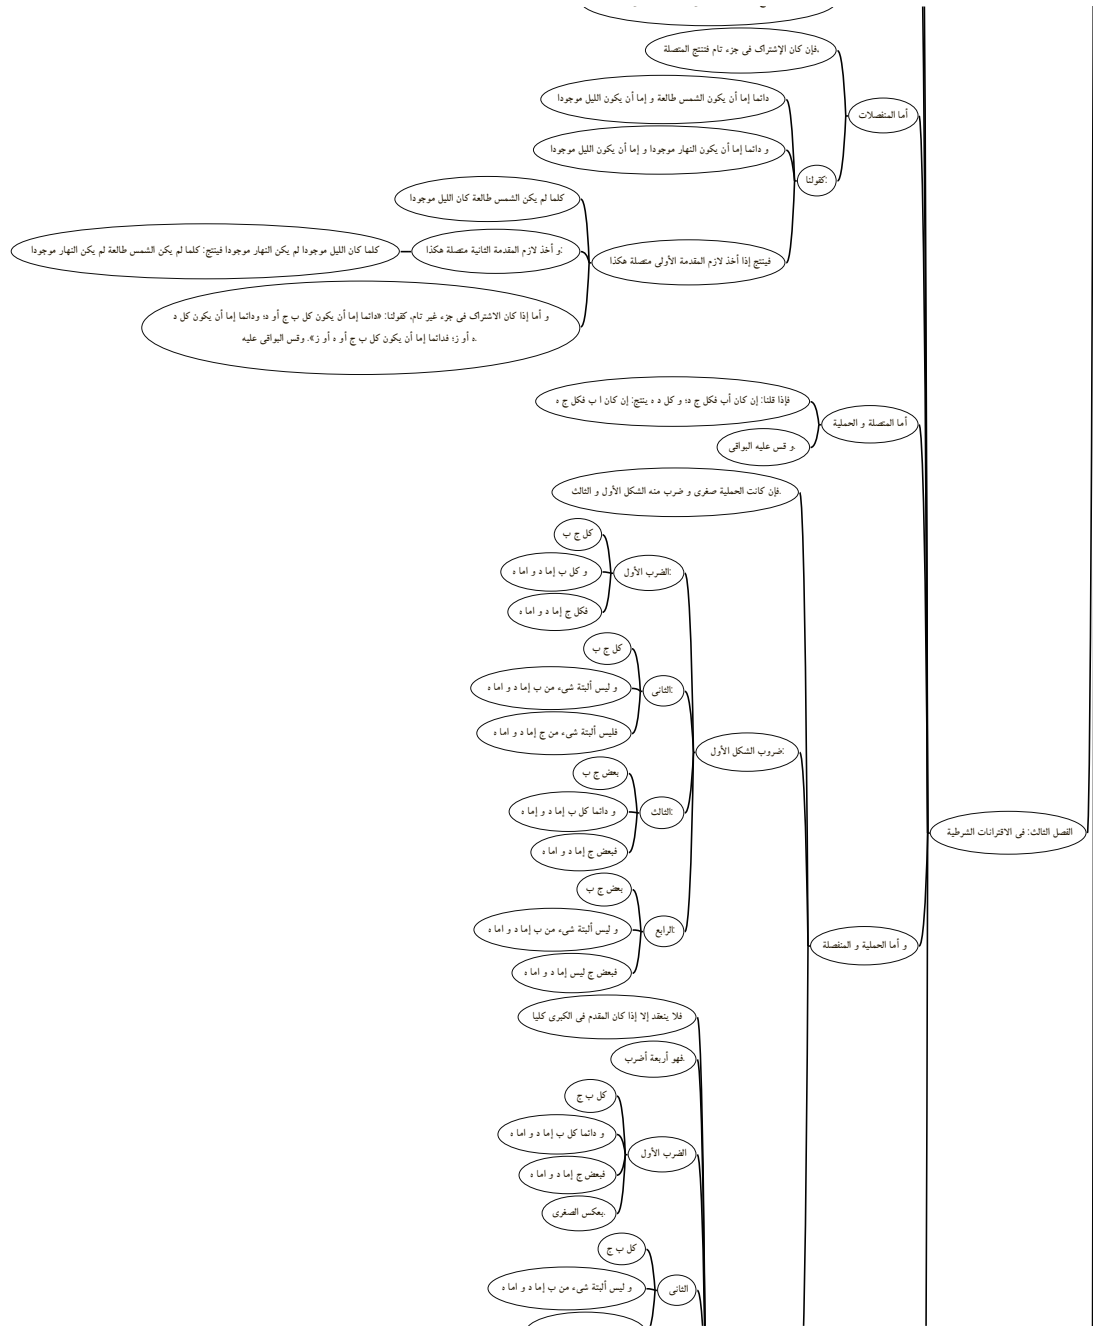 فإن كان الإشتراک فی جزء تام فتنتج المتصلة.
أما المنفصلات
دائما إما أن يكون الشمس طالعة و إما أن يكون الليل موجودا
و دائما إما أن يكون النهار موجودا و إما أن يكون الليل موجودا
كقولنا:
كلما لم يكن الشمس طالعة كان الليل موجودا
فينتج إذا أخذ لازم المقدمة الأولى متصلة هكذا
و أخذ لازم المقدمة الثانية متصلة هكذا:
كلما كان الليل موجودا لم يكن النهار موجودا فينتج: كلما لم يكن الشمس طالعة لم يكن النهار موجودا
و أما إذا كان الاشتراک فی جزء غير تام، كقولنا: «دائما إما أن يكون كل ب ج أو د؛ ودائما إما أن يكون كل د
ه أو ز؛ فدائما إما أن يكون كل ب ج أو ه أو ز». وقس البواقی عليه.
فإذا قلنا: إن كان أب فكل ج د؛ و كل د ه ينتج: إن كان ا ب فكل ج ه
أما المتصلة و الحملية
و قس عليه البواقی.
فإن كانت الحملية صغری و ضرب منه الشكل الأول و الثالث.
كل ج ب
الضرب الأول:
و كل ب إما د و اما ه
فكل ج إما د و اما ه
كل ج ب
الثانی:
و ليس ألبتة شیء من ب إما د و اما ه
فليس ألبتة شیء من ج إما د و اما ه
ضروب الشكل الأول:
بعض ج ب
الثالث:
و دائما كل ب إما د و إما ه
فبعض ج إما د و اما ه
الفصل الثالث: فی الاقترانات الشرطية
بعض ج ب
الرابع:
و ليس ألبتة شیء من ب إما د و اما ه
و أما الحملية و المنفصلة
فبعض ج ليس إما د و اما ه
فلا ينعقد إلا إذا كان المقدم فی الكبری كليا
فهو أربعة أضرب.
كل ب ج
و دائما كل ب إما د و اما ه
الضرب الأول
فبعض ج إما د و اما ه
بعكس الصغری.
كل ب ج
الثانی
و ليس ألبتة شیء من ب إما د و اما ه